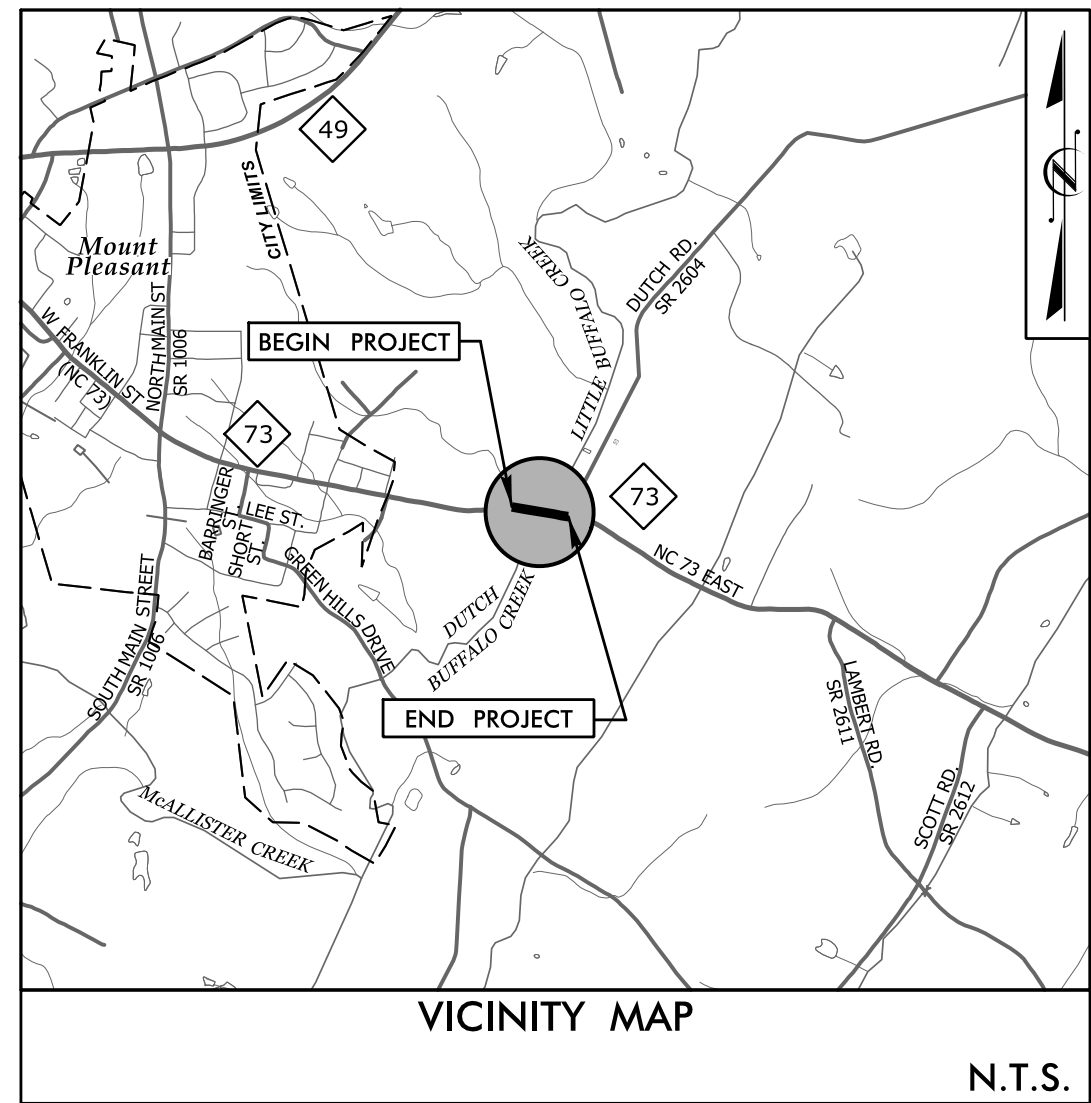 49
CITY LIMITS
Mount
Pleasant
NORTH MAIN ST
SR 1006
W FRANKLIN ST
(NC 73)
BEGIN PROJECT
LITTLE BUFFALO CREEK
DUTCH RD.
SR 2604
BUFFALO CREEK
73
73
BARRINGER
ST.
LEE ST.
SHORT
ST.
GREEN HILLS DRIVE
NC 73 EAST
DUTCH
BUFFALO CREEK
SOUTH MAIN STREET
SR 1006
END PROJECT
LAMBERT RD.
SR 2611
SCOTT RD.
SR 2612
McALLISTER CREEK
N
VICINITY MAP
N.T.S.